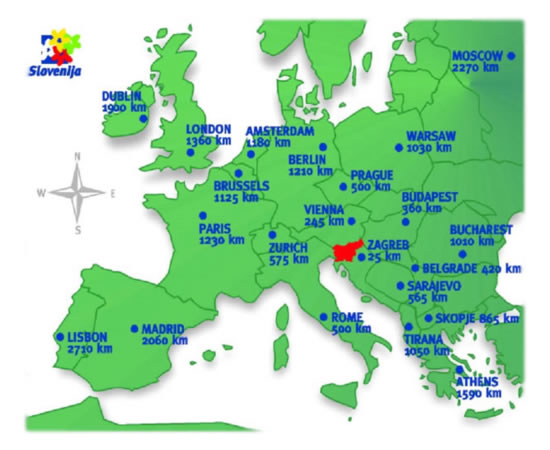 Slovenija
MOSCOW
2270 km
DUBLIN
1900 km
LONDON
1360 km
AMSTERDAM
1180 km
BERLIN
1210 km
WARSAW
1030 km
BRUSSELS
1125 km
PRAGUE
500 km
N
W
E
S
PARIS
1230 km
VIENNA
245 km
BUDAPEST
360 km
ZURICH
575 km
ZAGREB
25 km
BUCHAREST
1010 km
BELGRADE 420 km
SARAJEVO
565 km
ROME
500 km
SKOPJE 865 km
TIRANA
1050 km
LISBON
2710 km
MADRID
2060 km
ATHENS
1590 km